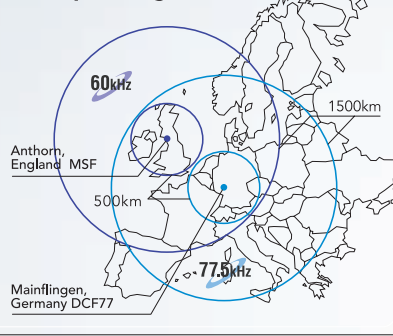 60kHz
1500km
Anthorn,
England MSF
500km
77.5kHz
Mainflingen,
Germany DCF77